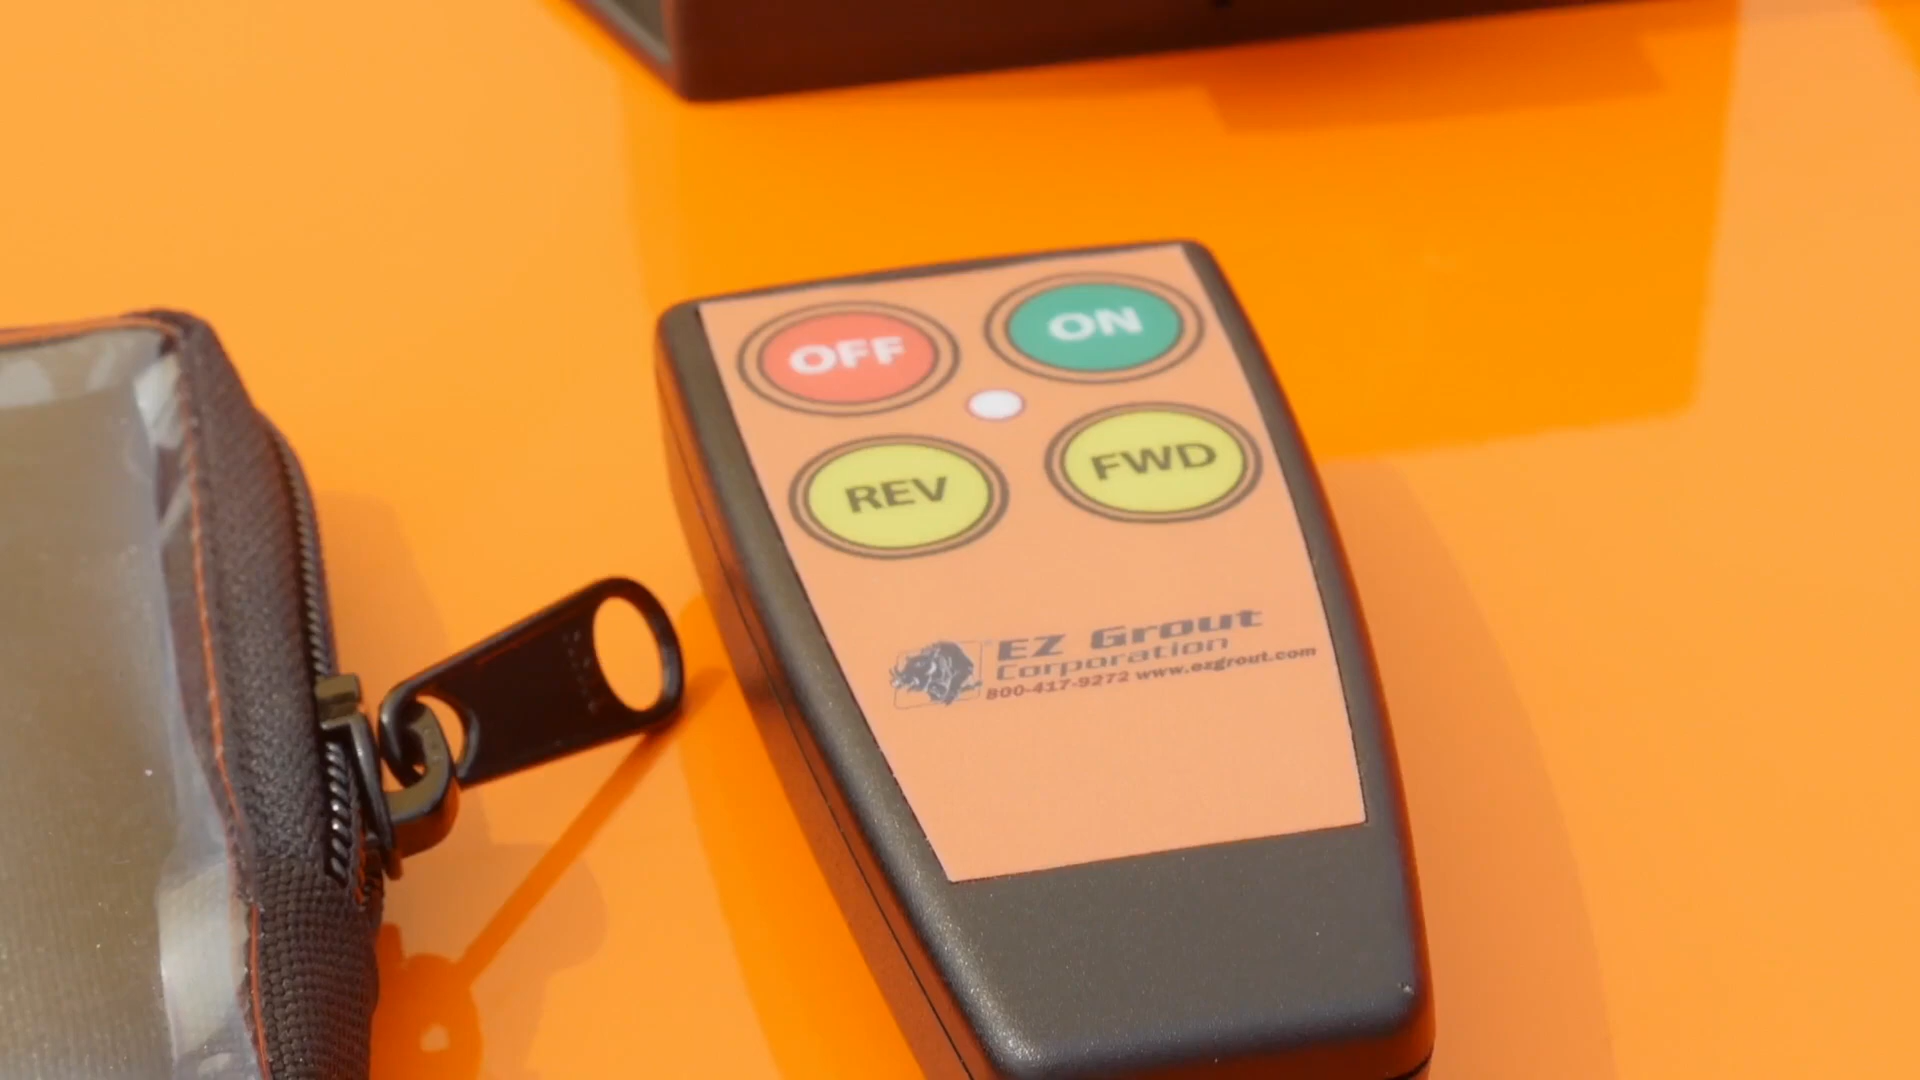 OFF
ON
REV
FWD
EZ Grout
Corporation
800-417-9272 www.ezgrout.com